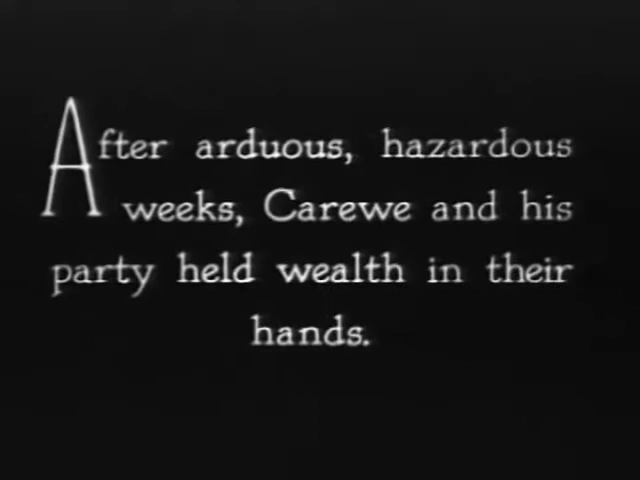 After arduous, hazardous
weeks, Carewe and his
party held wealth in their
hands.